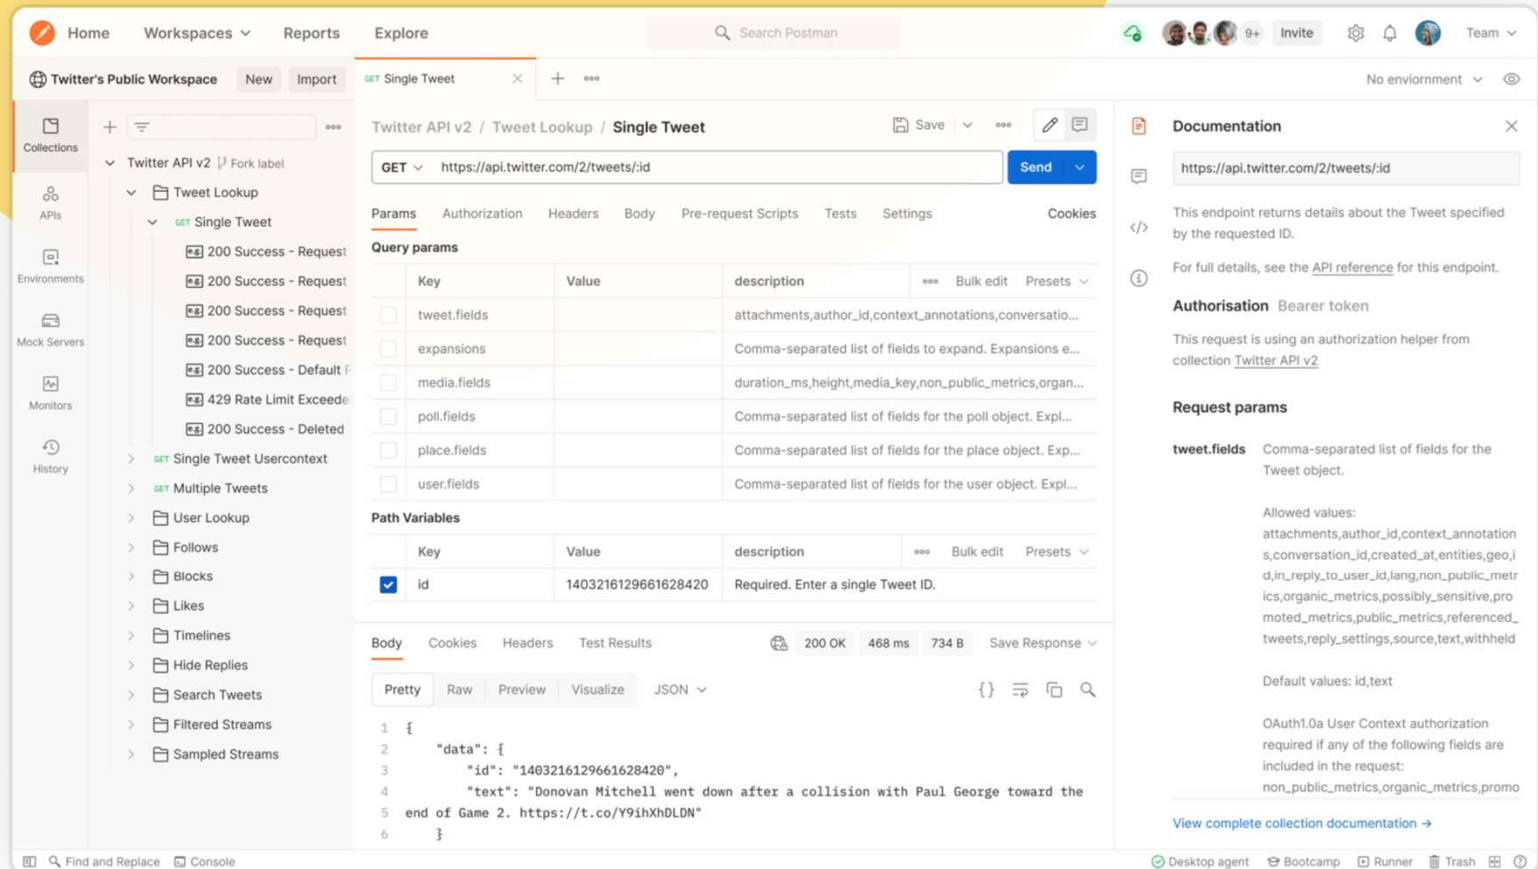 Home Workspaces Reports Explore Search Postman 9+ Invite Team
Twitter's Public Workspace New Import
GET Single Tweet
No enviornment
Collections
APIs
Environments
Mock Servers
Monitors
History
Twitter API v2 Fork label
Tweet Lookup
GET Single Tweet
e.g. 200 Success - Request
e.g. 200 Success - Request
e.g. 200 Success - Request
e.g. 200 Success - Request
e.g. 200 Success - Default
e.g. 429 Rate Limit Exceede
e.g. 200 Success - Deleted
GET Single Tweet Usercontext
GET Multiple Tweets
User Lookup
Follows
Blocks
Likes
Timelines
Hide Replies
Search Tweets
Filtered Streams
Sampled Streams
Twitter API v2 / Tweet Lookup / Single Tweet Save
GET https://api.twitter.com/2/tweets/:id Send
Params Authorization Headers Body Pre-request Scripts Tests Settings Cookies
Query params
Key Value description Bulk edit Presets
tweet.fields attachments,author_id,context_annotations,conversatio...
expansions Comma-separated list of fields to expand. Expansions e...
media.fields duration_ms,height,media_key,non_public_metrics,organ...
poll.fields Comma-separated list of fields for the poll object. Expl...
place.fields Comma-separated list of fields for the place object. Exp...
user.fields Comma-separated list of fields for the user object. Expl...
Path Variables
Key Value description Bulk edit Presets
id 1403216129661628420 Required. Enter a single Tweet ID.
Body Cookies Headers Test Results 200 OK 468 ms 734 B Save Response
Pretty Raw Preview Visualize JSON {}
1 {
2 "data": {
3 "id": "1403216129661628420",
4 "text": "Donovan Mitchell went down after a collision with Paul George toward the
5 end of Game 2. https://t.co/Y9ihXhDLDN"
6 }
Documentation
https://api.twitter.com/2/tweets/:id
This endpoint returns details about the Tweet specified
by the requested ID.
For full details, see the API reference for this endpoint.
Authorisation Bearer token
This request is using an authorization helper from
collection Twitter API v2
Request params
tweet.fields Comma-separated list of fields for the
Tweet object.
Allowed values:
attachments,author_id,context_annotation
s,conversation_id,created_at,entities,geo,i
d,in_reply_to_user_id,lang,non_public_metr
ics,organic_metrics,possibly_sensitive,pro
moted_metrics,public_metrics,referenced_
tweets,reply_settings,source,text,withheld
Default values: id,text
OAuth1.0a User Context authorization
required if any of the following fields are
included in the request:
non_public_metrics,organic_metrics,promo
View complete collection documentation →
Find and Replace Console Desktop agent Bootcamp Runner Trash